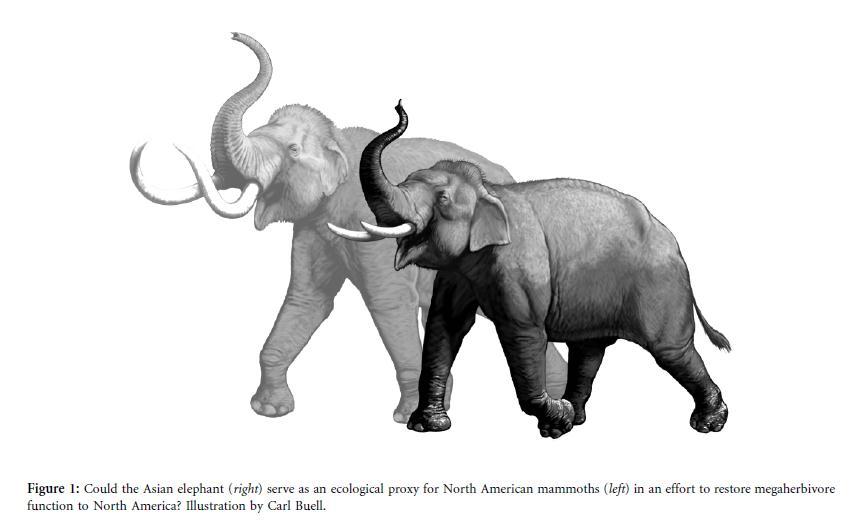 Figure 1: Could the Asian elephant (right) serve as an ecological proxy for North American mammoths (left) in an effort to restore megaherbivore
function to North America? Illustration by Carl Buell.